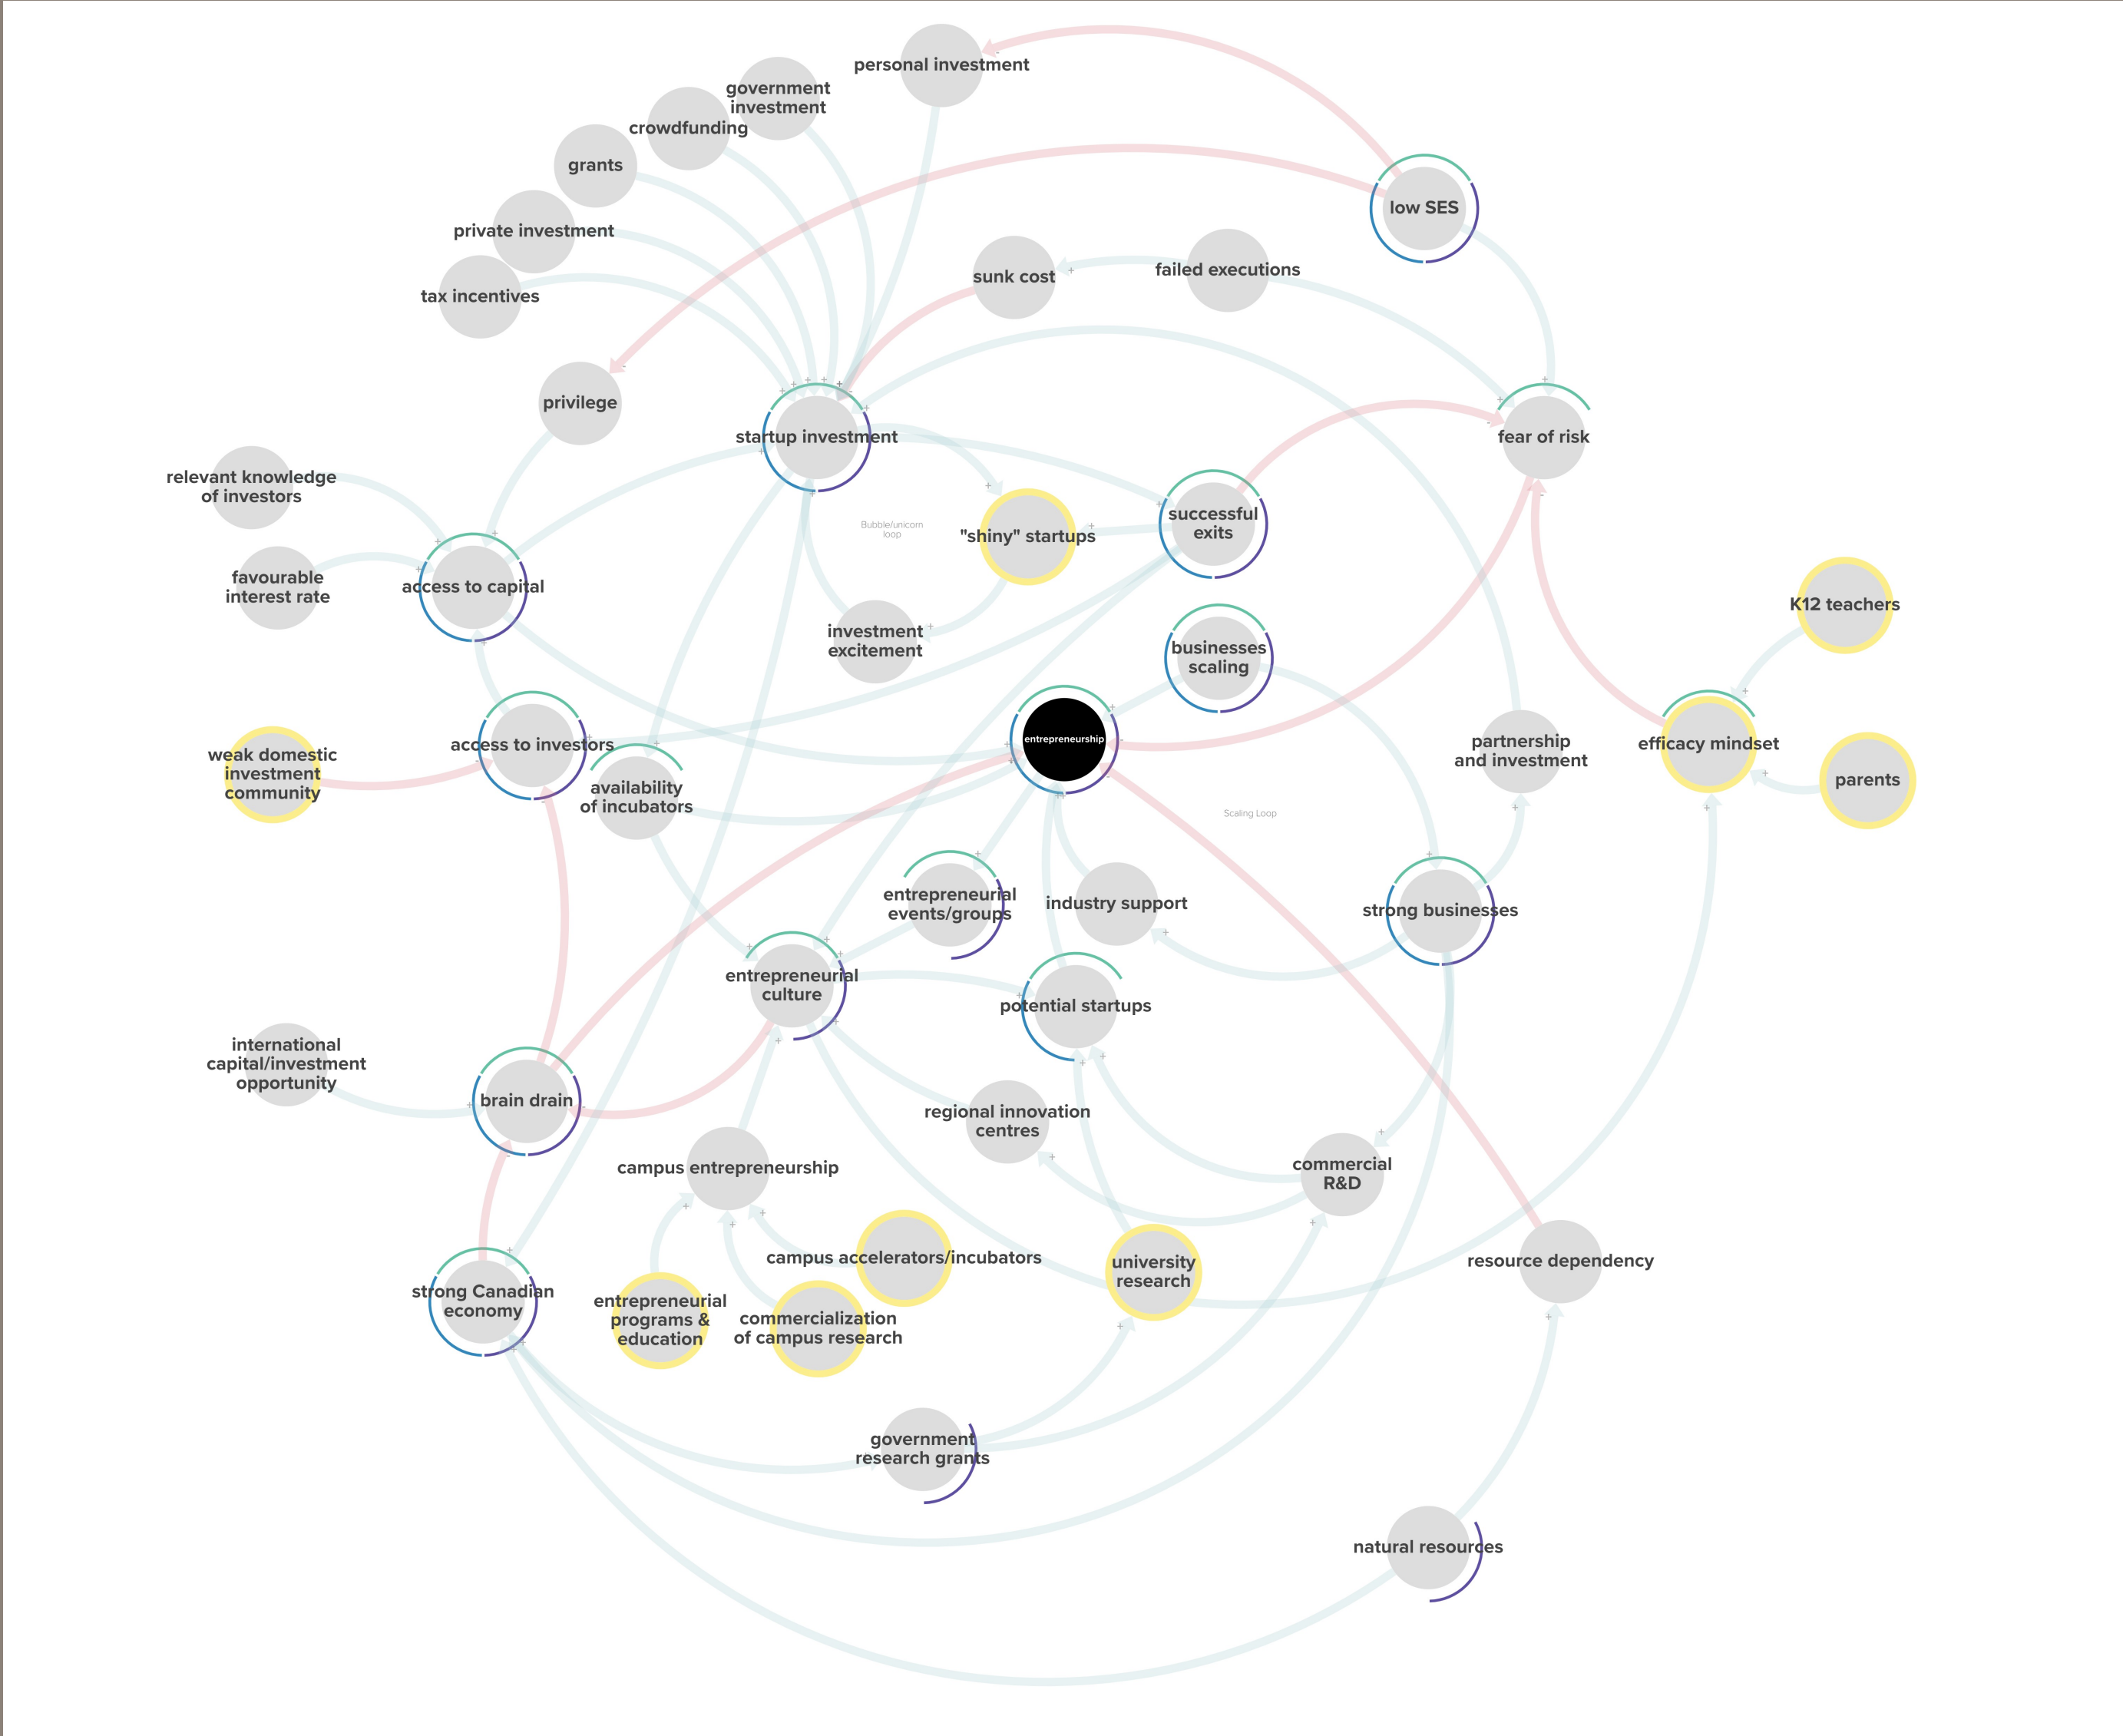 personal investment
government
investment
crowdfunding
grants
private investment
tax incentives
low SES
sunk cost
failed executions
privilege
startup investment
fear of risk
relevant knowledge
of investors
Bubble/unicorn
loop
"shiny" startups
successful
exits
favourable
interest rate
access to capital
investment
excitement
businesses
scaling
K12 teachers
weak domestic
investment
community
access to investors
availability
of incubators
entrepreneurship
partnership
and investment
efficacy mindset
parents
Scaling Loop
entrepreneurial
events/groups
industry support
strong businesses
entrepreneurial
culture
potential startups
international
capital/investment
opportunity
brain drain
regional innovation
centres
campus entrepreneurship
commercial
R&D
campus accelerators/incubators
university
research
resource dependency
strong Canadian
economy
entrepreneurial
programs &
education
commercialization
of campus research
government
research grants
natural resources